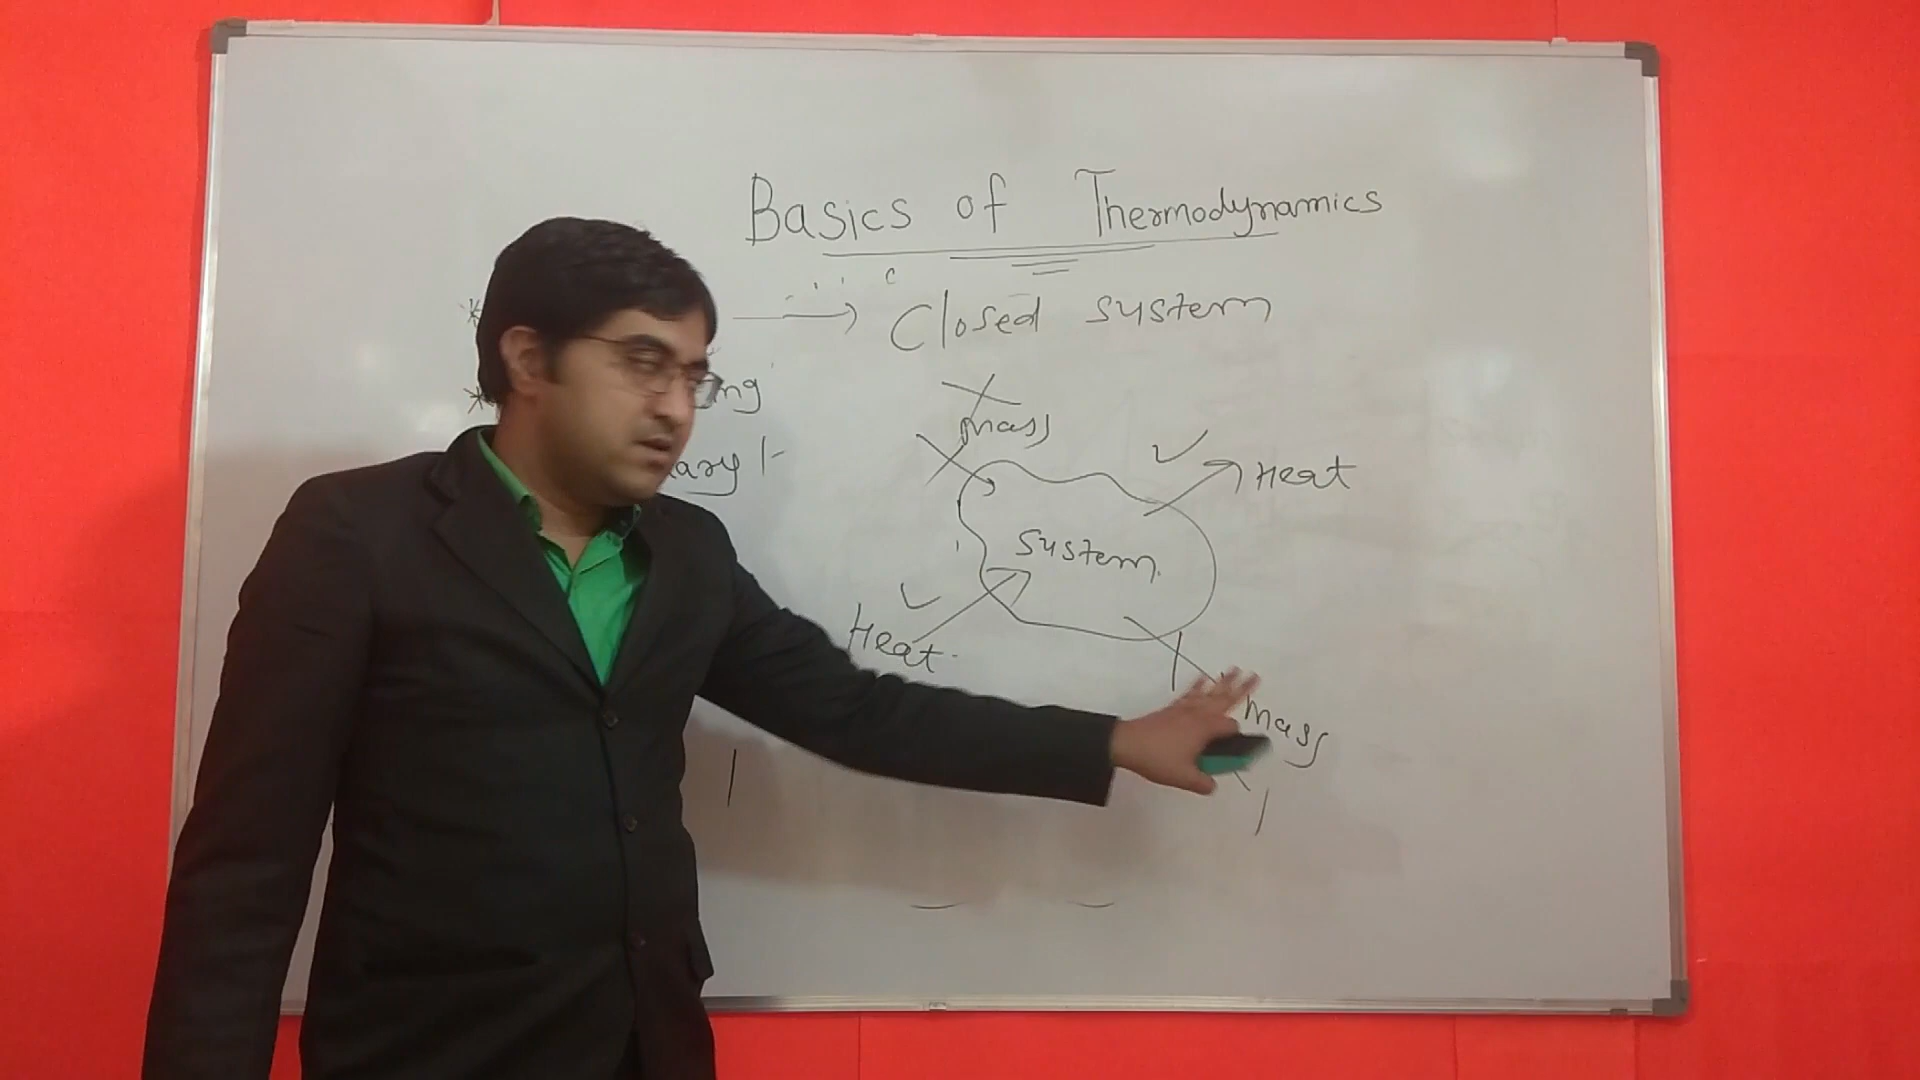 Basics of Thermodynamics
* → Closed system
*
mass
Heat
system
Heat
mass